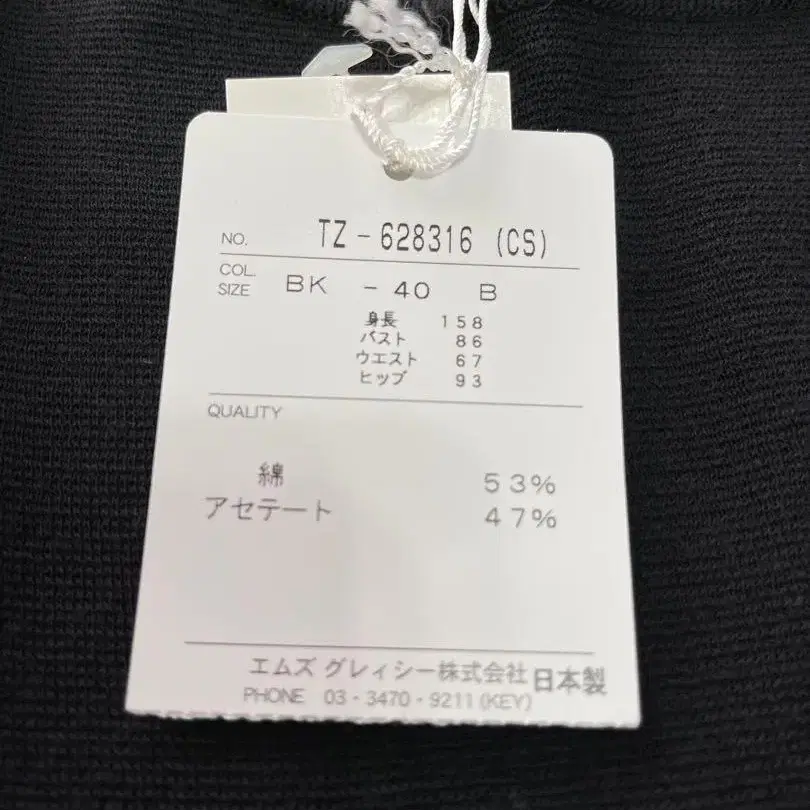 NO. TZ-628316 (CS)
COL.
SIZE BK -40 B
身長 158
バスト 86
ウエスト 67
ヒップ 93
QUALITY
綿 53%
アセテート 47%
エムズ グレィシー株式会社 日本製
PHONE 03-3470-9211(KEY)